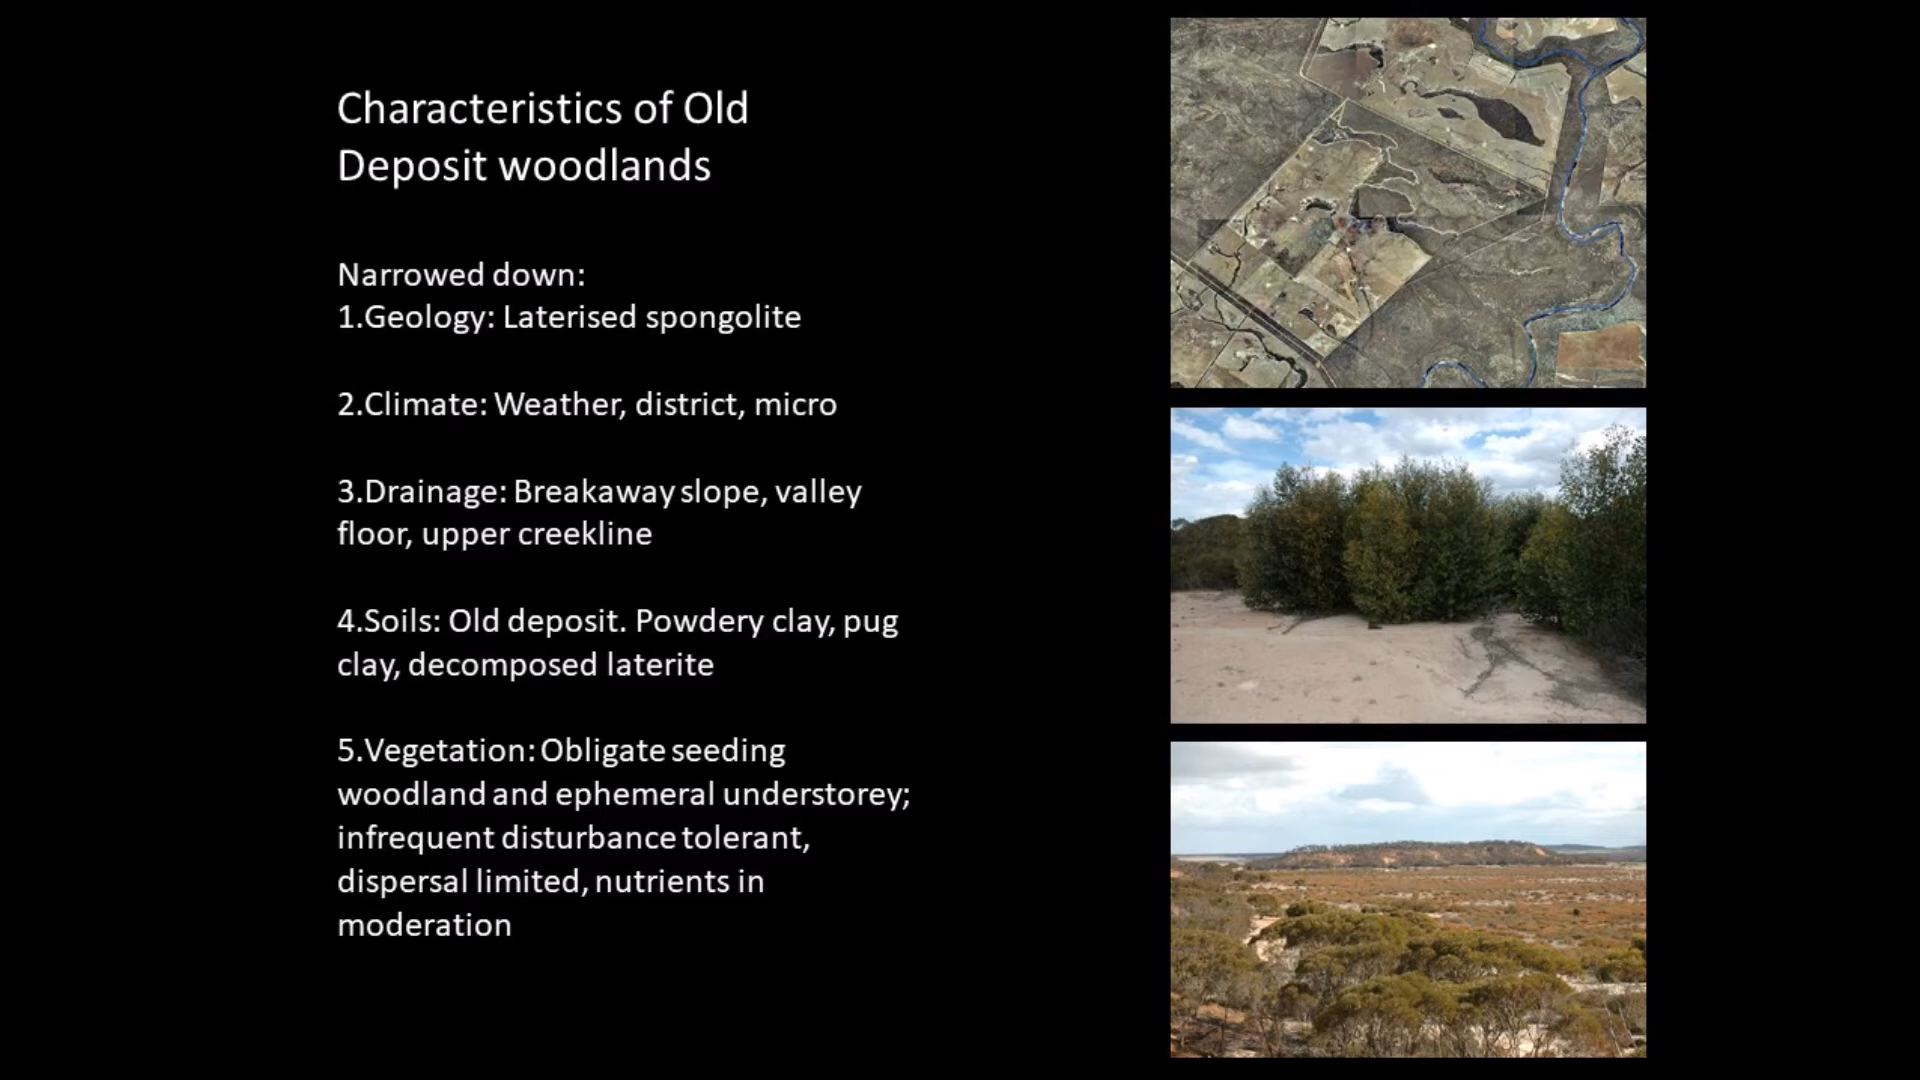 Characteristics of Old
Deposit woodlands
Narrowed down:
1.Geology: Laterised spongolite
2.Climate: Weather, district, micro
3.Drainage: Breakaway slope, valley
floor, upper creekline
4.Soils: Old deposit. Powdery clay, pug
clay, decomposed laterite
5.Vegetation: Obligate seeding
woodland and ephemeral understorey;
infrequent disturbance tolerant,
dispersal limited, nutrients in
moderation